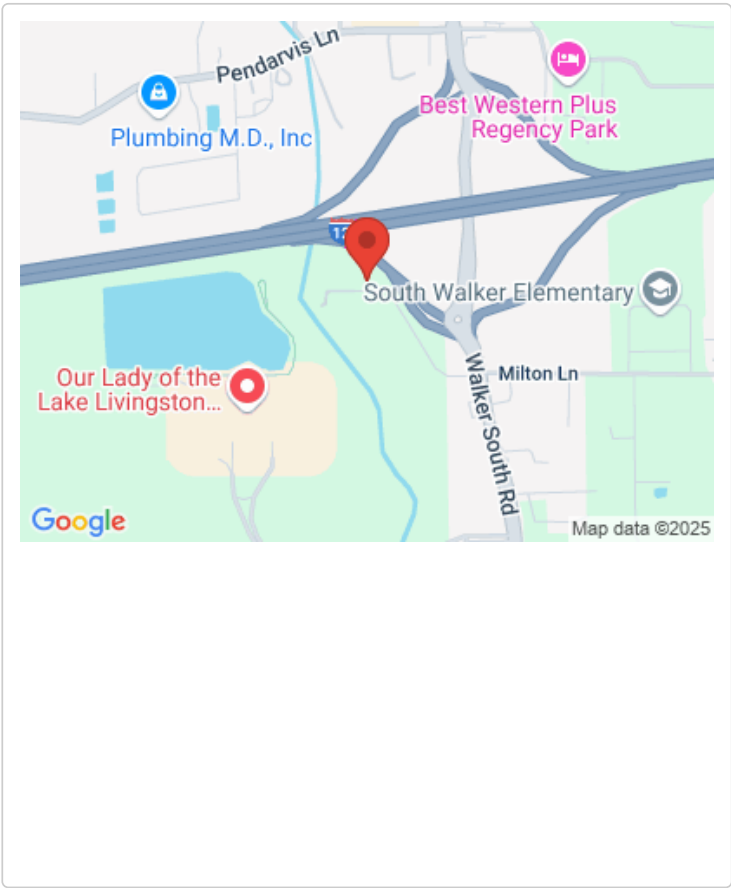 Pendarvis Ln
Plumbing M.D., Inc
Best Western Plus
Regency Park
South Walker Elementary
Our Lady of the
Lake Livingston...
Milton Ln
Walker South Rd
Google
Map data ©2025